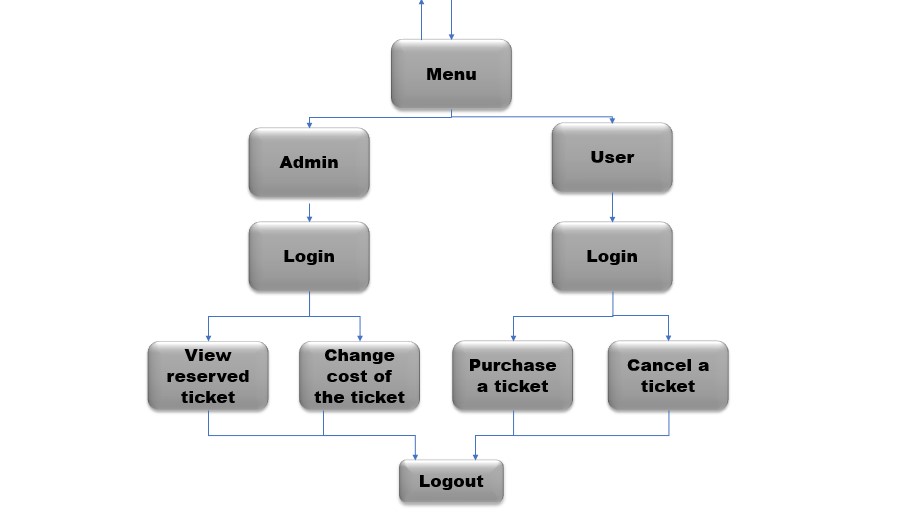 Menu
Admin
User
Login
Login
View
reserved
ticket
Change
cost of
the ticket
Purchase
a ticket
Cancel a
ticket
Logout